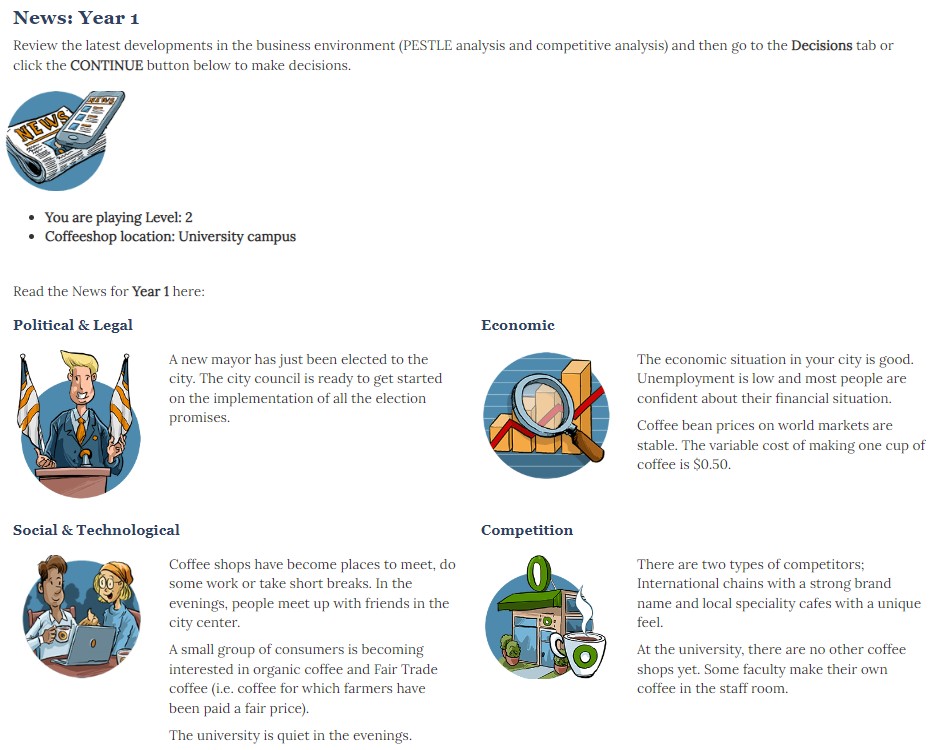 News: Year 1
Review the latest developments in the business environment (PESTLE analysis and competitive analysis) and then go to the Decisions tab or
click the CONTINUE button below to make decisions.
NEWS
NEWS
• You are playing Level: 2
• Coffeeshop location: University campus
Read the News for Year 1 here:
Political & Legal
A new mayor has just been elected to the
city. The city council is ready to get started
on the implementation of all the election
promises.
Economic
The economic situation in your city is good.
Unemployment is low and most people are
confident about their financial situation.
Coffee bean prices on world markets are
stable. The variable cost of making one cup of
coffee is $0.50.
Social & Technological
Coffee shops have become places to meet, do
some work or take short breaks. In the
evenings, people meet up with friends in the
city center.
A small group of consumers is becoming
interested in organic coffee and Fair Trade
coffee (i.e. coffee for which farmers have
been paid a fair price).
The university is quiet in the evenings.
Competition
There are two types of competitors;
International chains with a strong brand
name and local speciality cafes with a unique
feel.
At the university, there are no other coffee
shops yet. Some faculty make their own
coffee in the staff room.